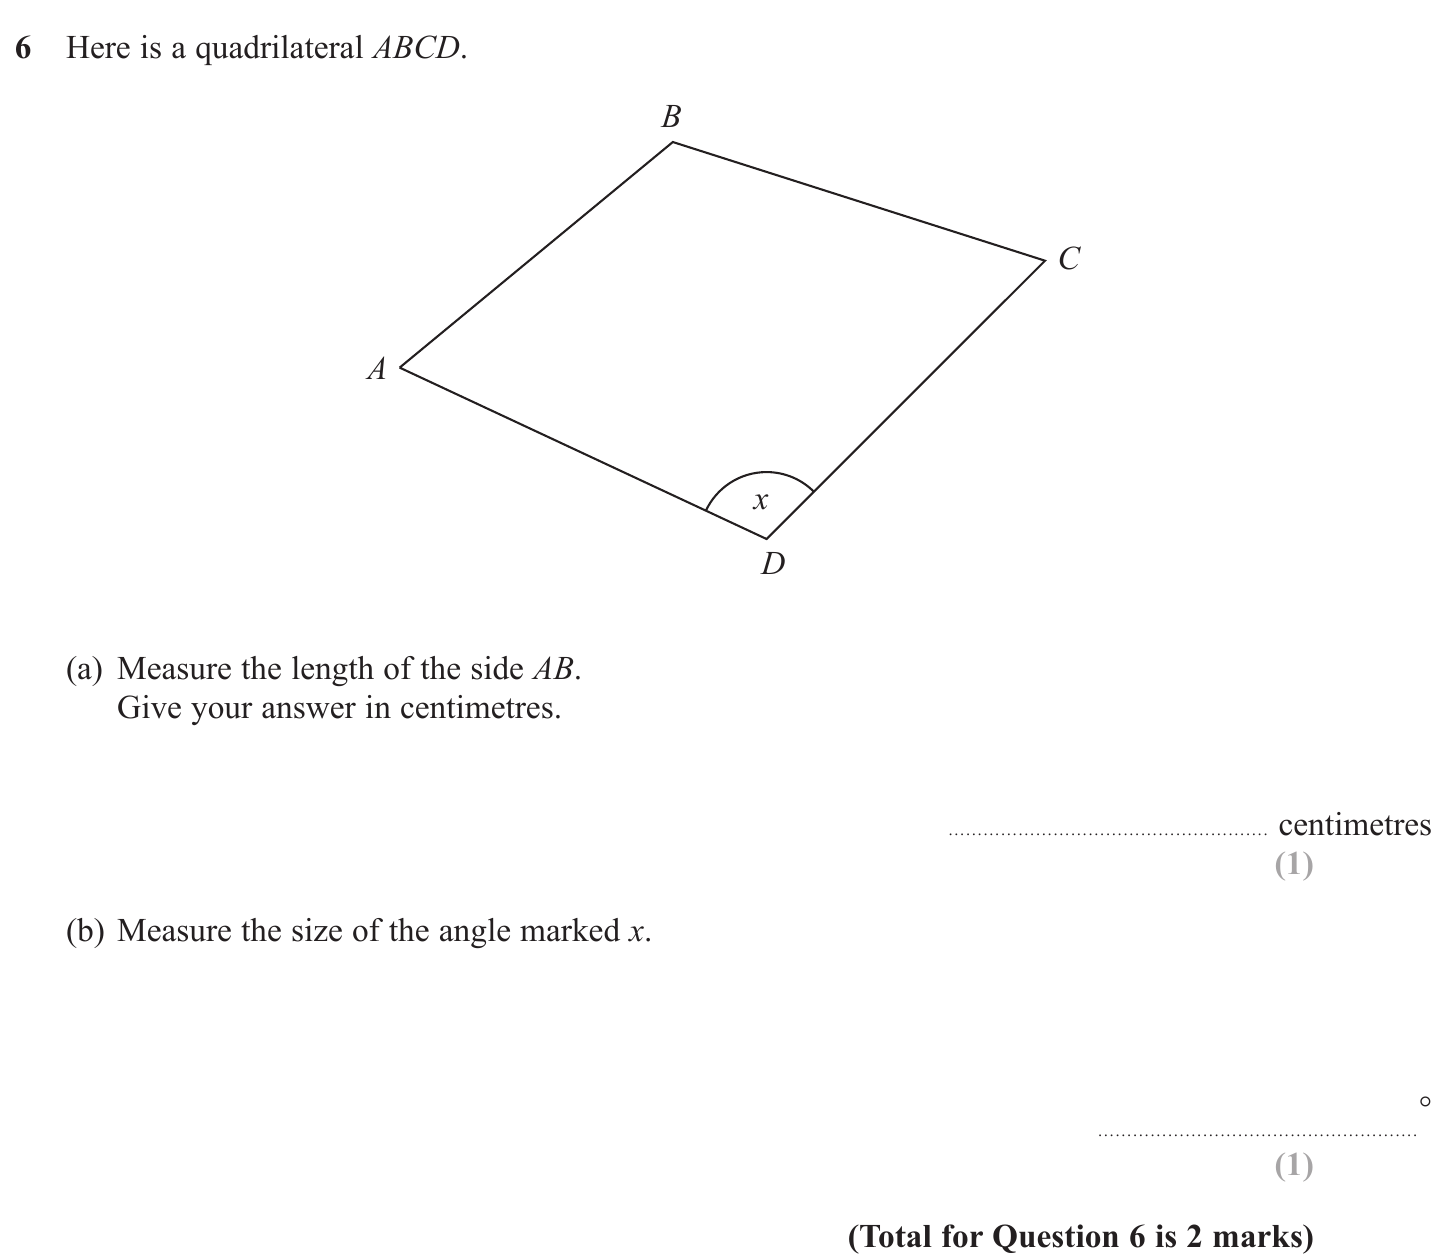 6 Here is a quadrilateral ABCD.
B
C
A
x
D
(a) Measure the length of the side AB.
Give your answer in centimetres.
........................................................ centimetres
(1)
(b) Measure the size of the angle marked x.
........................................................°
(1)
(Total for Question 6 is 2 marks)